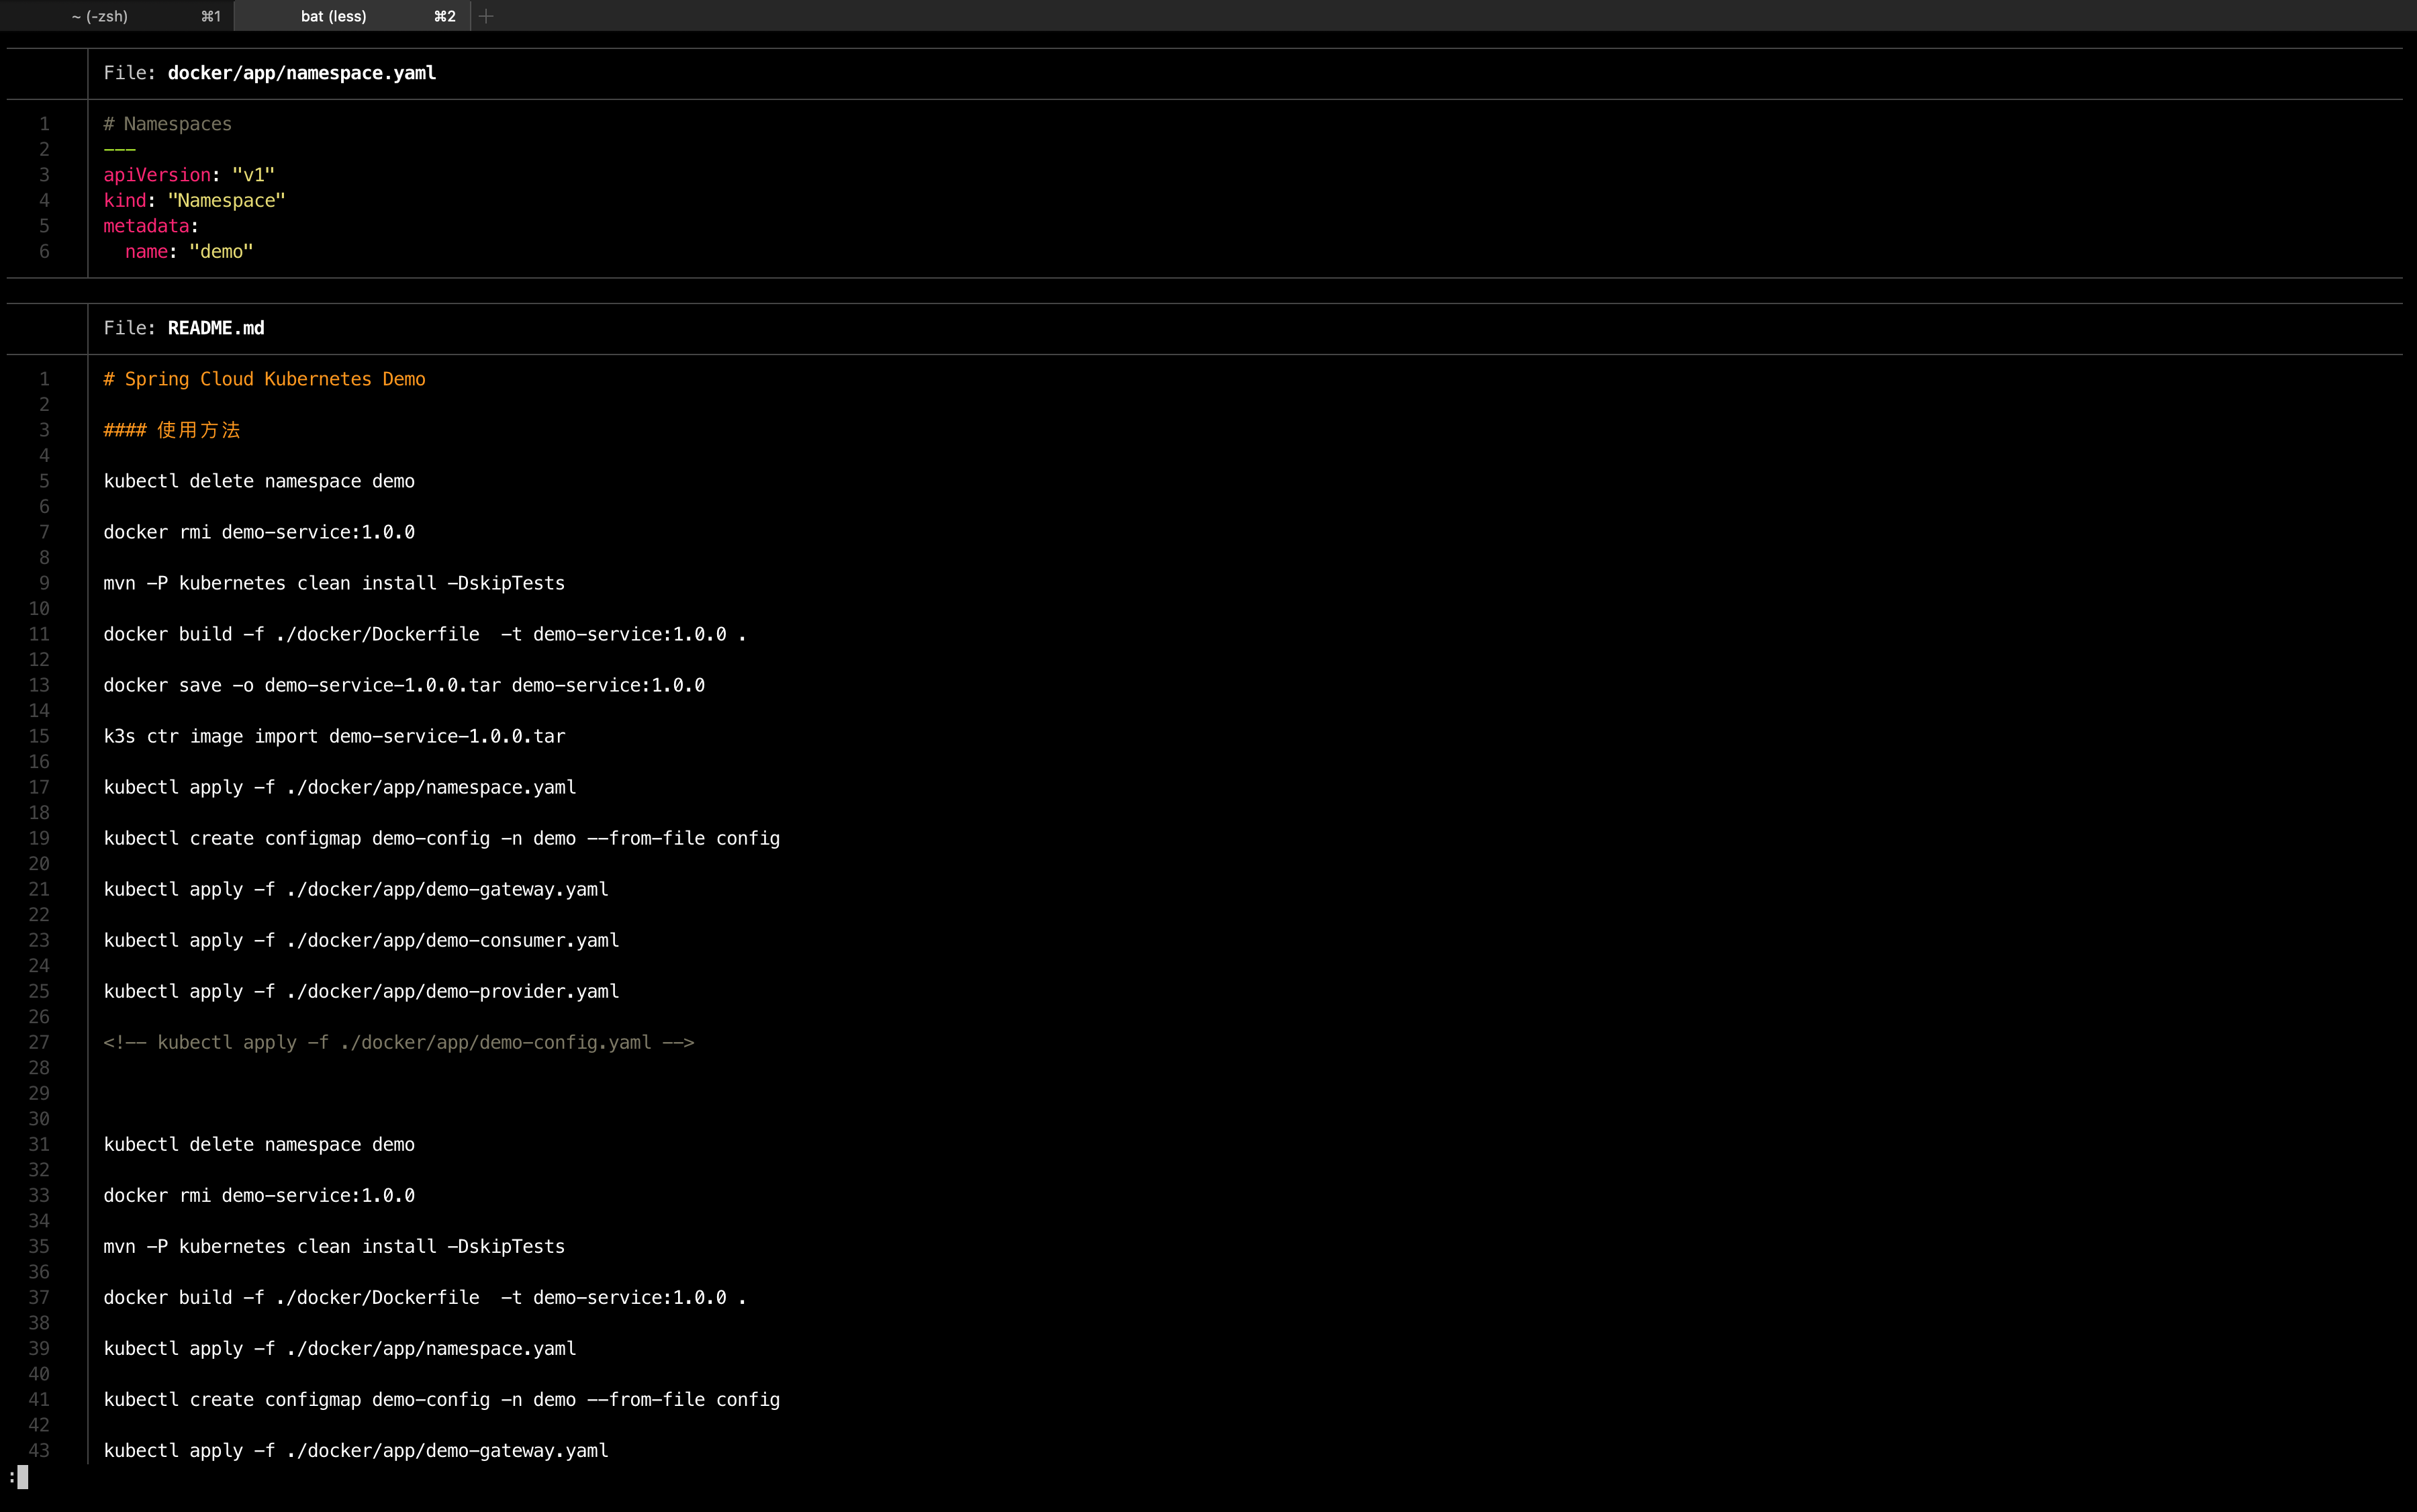 ~ (-zsh) ⌘1 bat (less) ⌘2 +
File: docker/app/namespace.yaml
1 # Namespaces
2 ---
3 apiVersion: "v1"
4 kind: "Namespace"
5 metadata:
6   name: "demo"
File: README.md
1 # Spring Cloud Kubernetes Demo
2
3 #### 使用方法
4
5 kubectl delete namespace demo
6
7 docker rmi demo-service:1.0.0
8
9 mvn -P kubernetes clean install -DskipTests
10
11 docker build -f ./docker/Dockerfile  -t demo-service:1.0.0 .
12
13 docker save -o demo-service-1.0.0.tar demo-service:1.0.0
14
15 k3s ctr image import demo-service-1.0.0.tar
16
17 kubectl apply -f ./docker/app/namespace.yaml
18
19 kubectl create configmap demo-config -n demo --from-file config
20
21 kubectl apply -f ./docker/app/demo-gateway.yaml
22
23 kubectl apply -f ./docker/app/demo-consumer.yaml
24
25 kubectl apply -f ./docker/app/demo-provider.yaml
26
27 <!-- kubectl apply -f ./docker/app/demo-config.yaml -->
28
29
30
31 kubectl delete namespace demo
32
33 docker rmi demo-service:1.0.0
34
35 mvn -P kubernetes clean install -DskipTests
36
37 docker build -f ./docker/Dockerfile  -t demo-service:1.0.0 .
38
39 kubectl apply -f ./docker/app/namespace.yaml
40
41 kubectl create configmap demo-config -n demo --from-file config
42
43 kubectl apply -f ./docker/app/demo-gateway.yaml
: